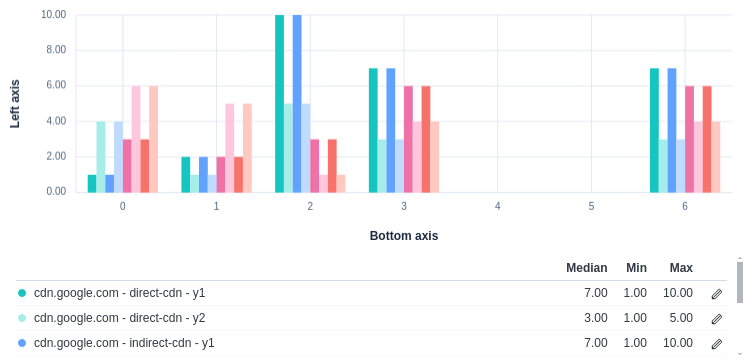 10.00
8.00
6.00
4.00
2.00
0.00
Left axis
0 1 2 3 4 5 6
Bottom axis
Median Min Max
cdn.google.com - direct-cdn - y1 7.00 1.00 10.00
cdn.google.com - direct-cdn - y2 3.00 1.00 5.00
cdn.google.com - indirect-cdn - y1 7.00 1.00 10.00